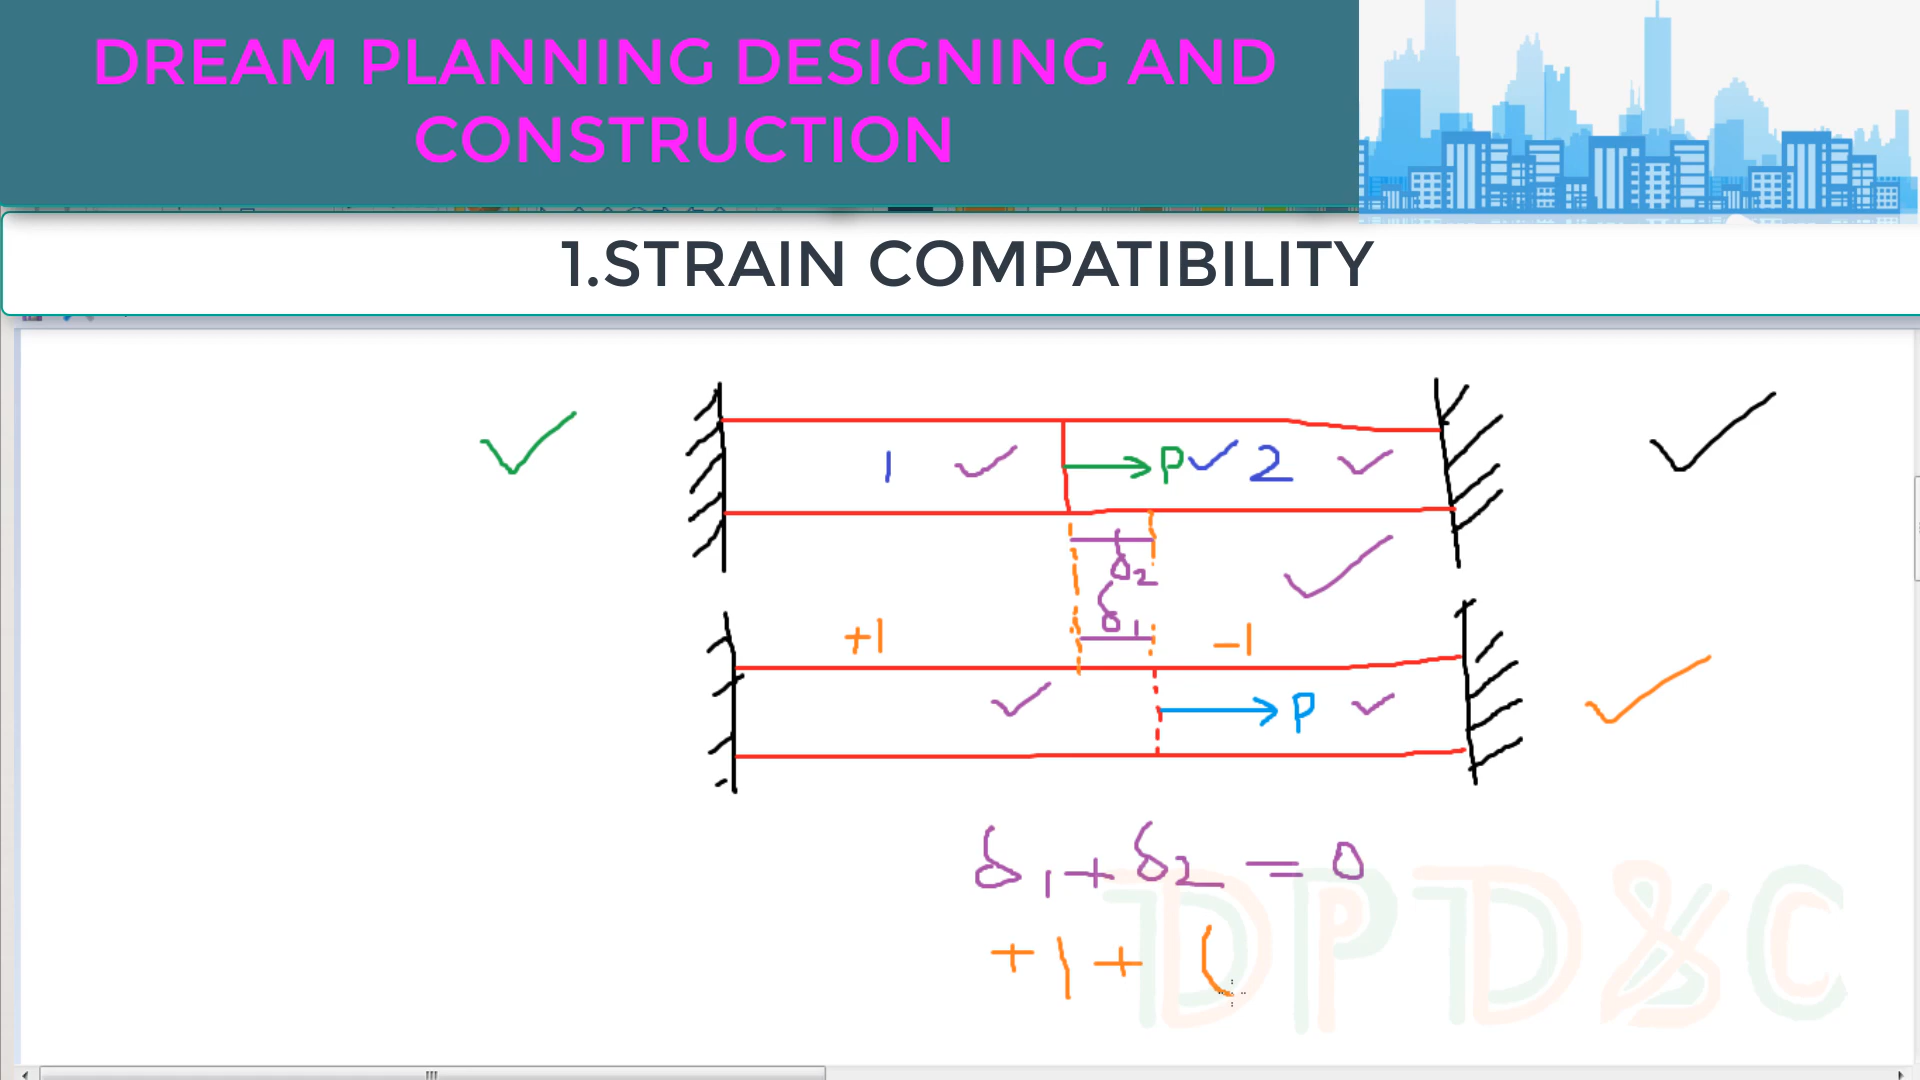 DREAM PLANNING DESIGNING AND
CONSTRUCTION
1.STRAIN COMPATIBILITY
1 P 2
δ2
δ1
+1 -1
P
δ1 + δ2 = 0
+1 + (
DPD&C